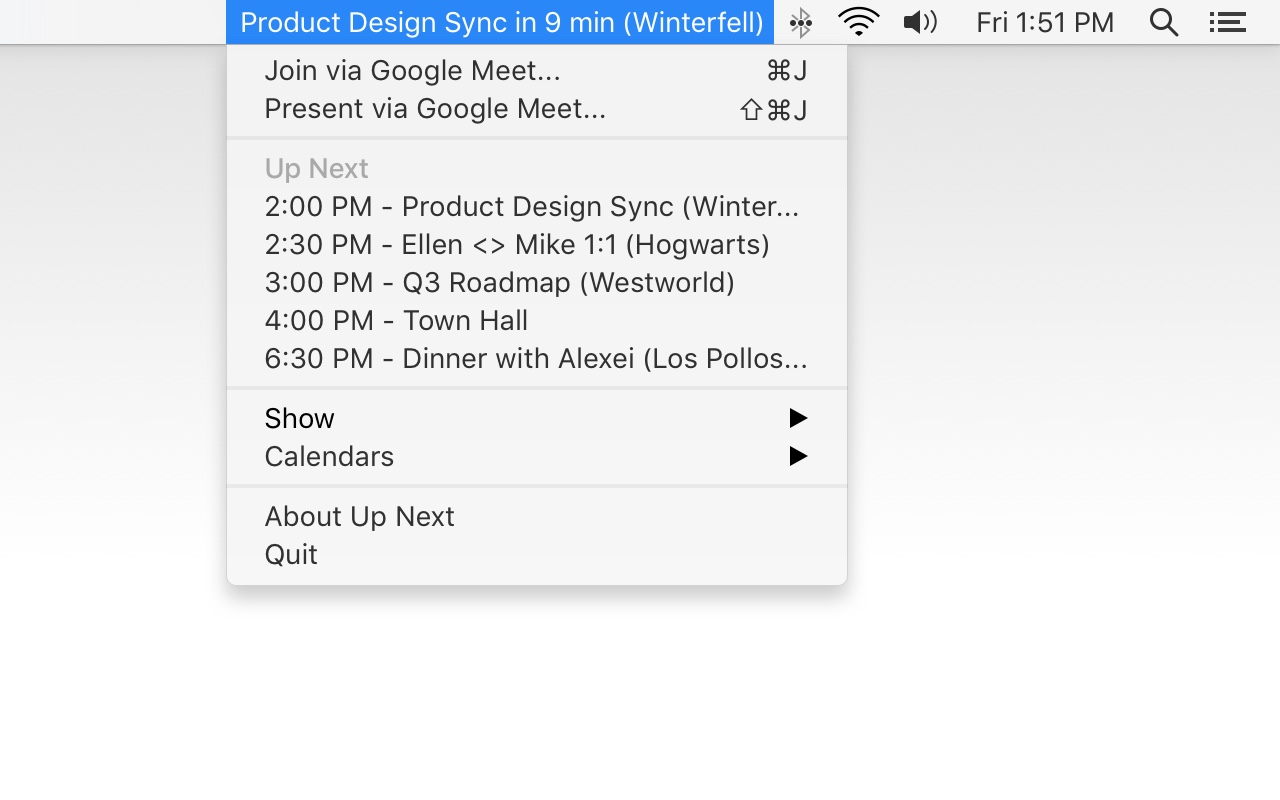 Product Design Sync in 9 min (Winterfell) Fri 1:51 PM
Join via Google Meet... ⌘J
Present via Google Meet... ⇧⌘J
Up Next
2:00 PM - Product Design Sync (Winter...
2:30 PM - Ellen <> Mike 1:1 (Hogwarts)
3:00 PM - Q3 Roadmap (Westworld)
4:00 PM - Town Hall
6:30 PM - Dinner with Alexei (Los Pollos...
Show
Calendars
About Up Next
Quit